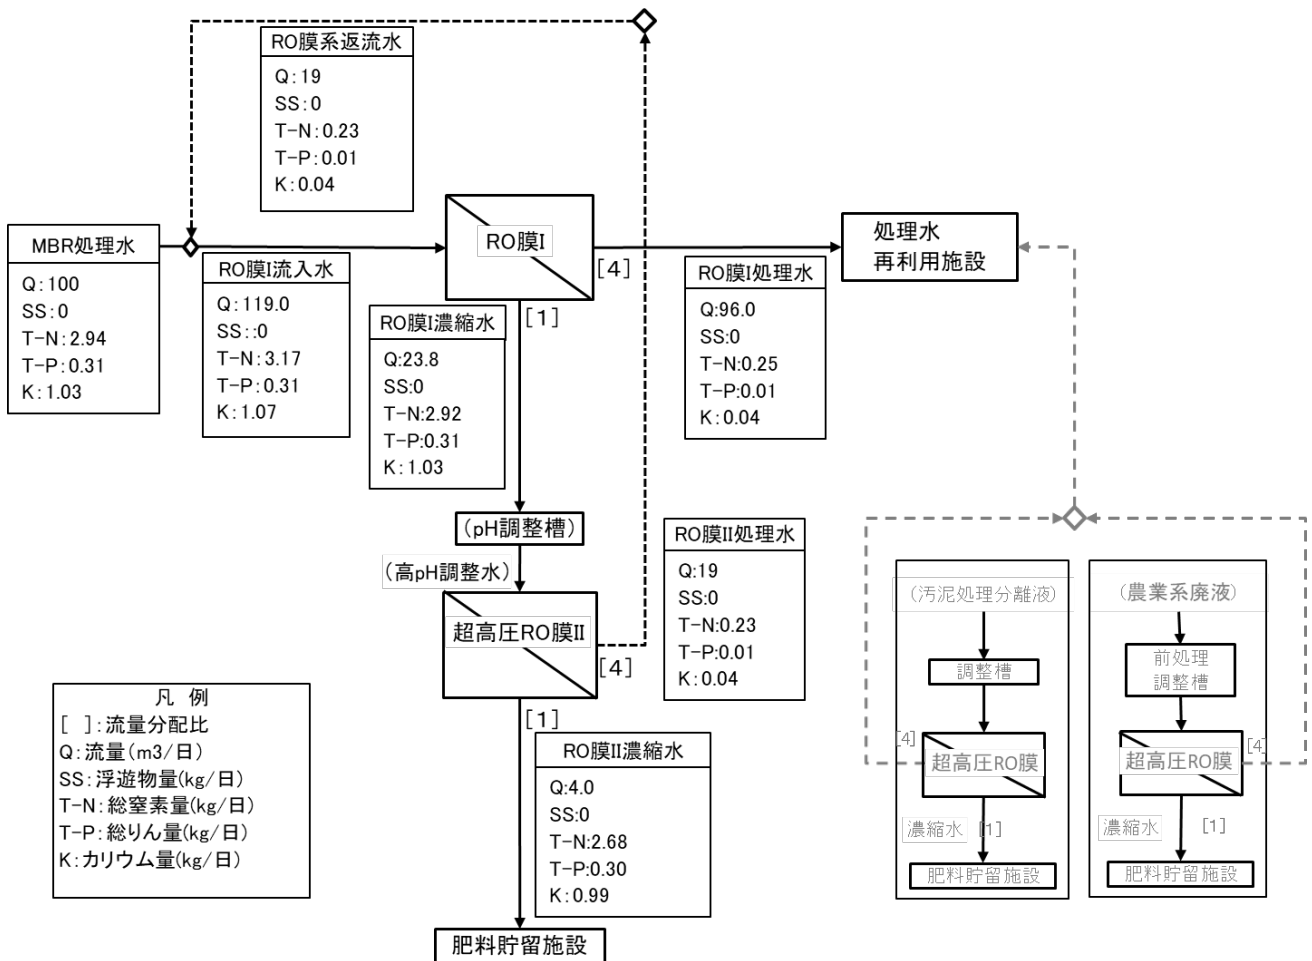 RO膜系返流水
Q:19
SS:0
T-N:0.23
T-P:0.01
K:0.04
MBR処理水
Q:100
SS:0
T-N:2.94
T-P:0.31
K:1.03
RO膜I流入水
Q:119.0
SS::0
T-N:3.17
T-P:0.31
K:1.07
RO膜I
[4]
[1]
RO膜I濃縮水
Q:23.8
SS:0
T-N:2.92
T-P:0.31
K:1.03
RO膜I処理水
Q:96.0
SS:0
T-N:0.25
T-P:0.01
K:0.04
処理水
再利用施設
(pH調整槽)
(高pH調整水)
超高圧RO膜II
[4]
[1]
RO膜II処理水
Q:19
SS:0
T-N:0.23
T-P:0.01
K:0.04
RO膜II濃縮水
Q:4.0
SS:0
T-N:2.68
T-P:0.30
K:0.99
肥料貯留施設
凡 例
[ ]:流量分配比
Q:流量(m3/日)
SS:浮遊物量(kg/日)
T-N:総窒素量(kg/日)
T-P:総りん量(kg/日)
K:カリウム量(kg/日)
(汚泥処理分離液)
調整槽
[4]
超高圧RO膜
濃縮水
[1]
肥料貯留施設
(農業系廃液)
前処理
調整槽
[4]
超高圧RO膜
濃縮水
[1]
肥料貯留施設